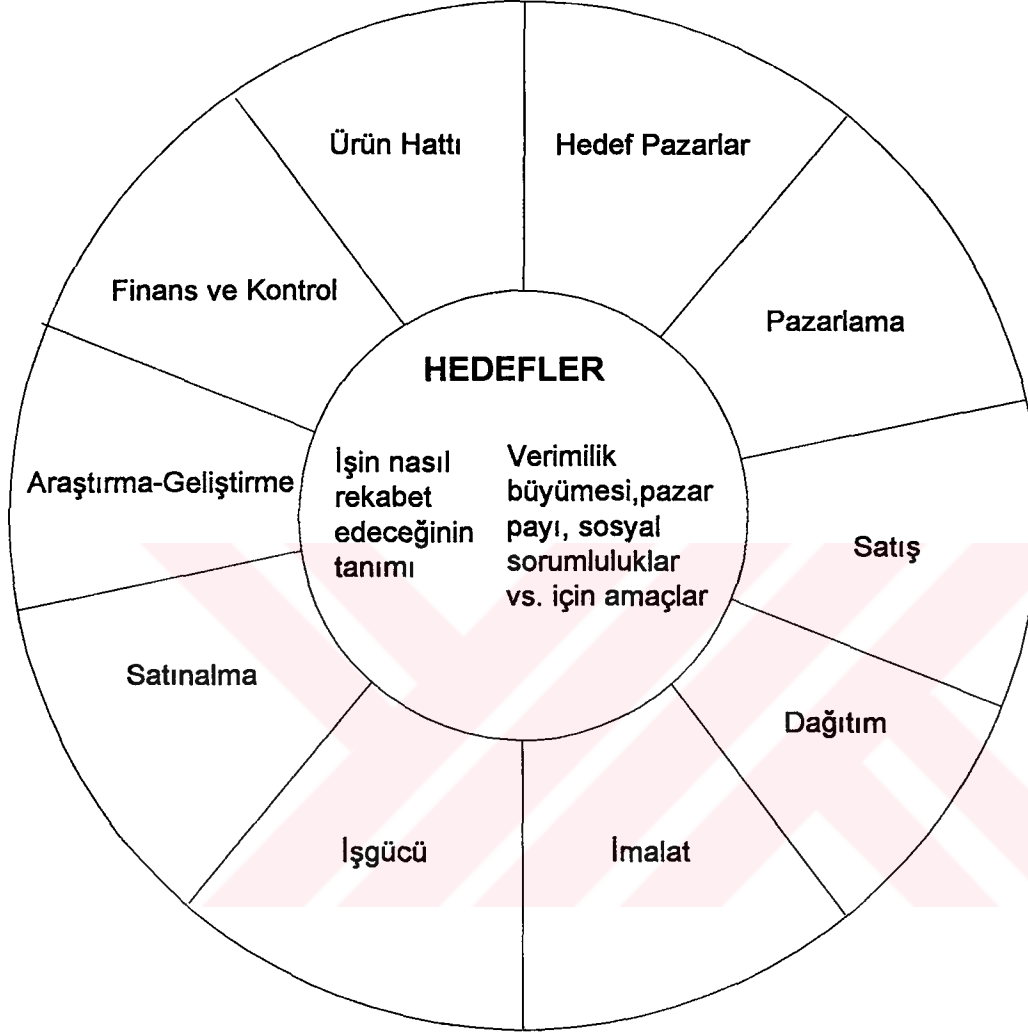 Ürün Hattı
Hedef Pazarlar
Pazarlama
Satış
Dağıtım
İmalat
İşgücü
Satınalma
Araştırma-Geliştirme
Finans ve Kontrol
HEDEFLER
İşin nasıl
rekabet
edeceğinin
tanımı
Verimilik
büyümesi,pazar
payı, sosyal
sorumluluklar
vs. için amaçlar